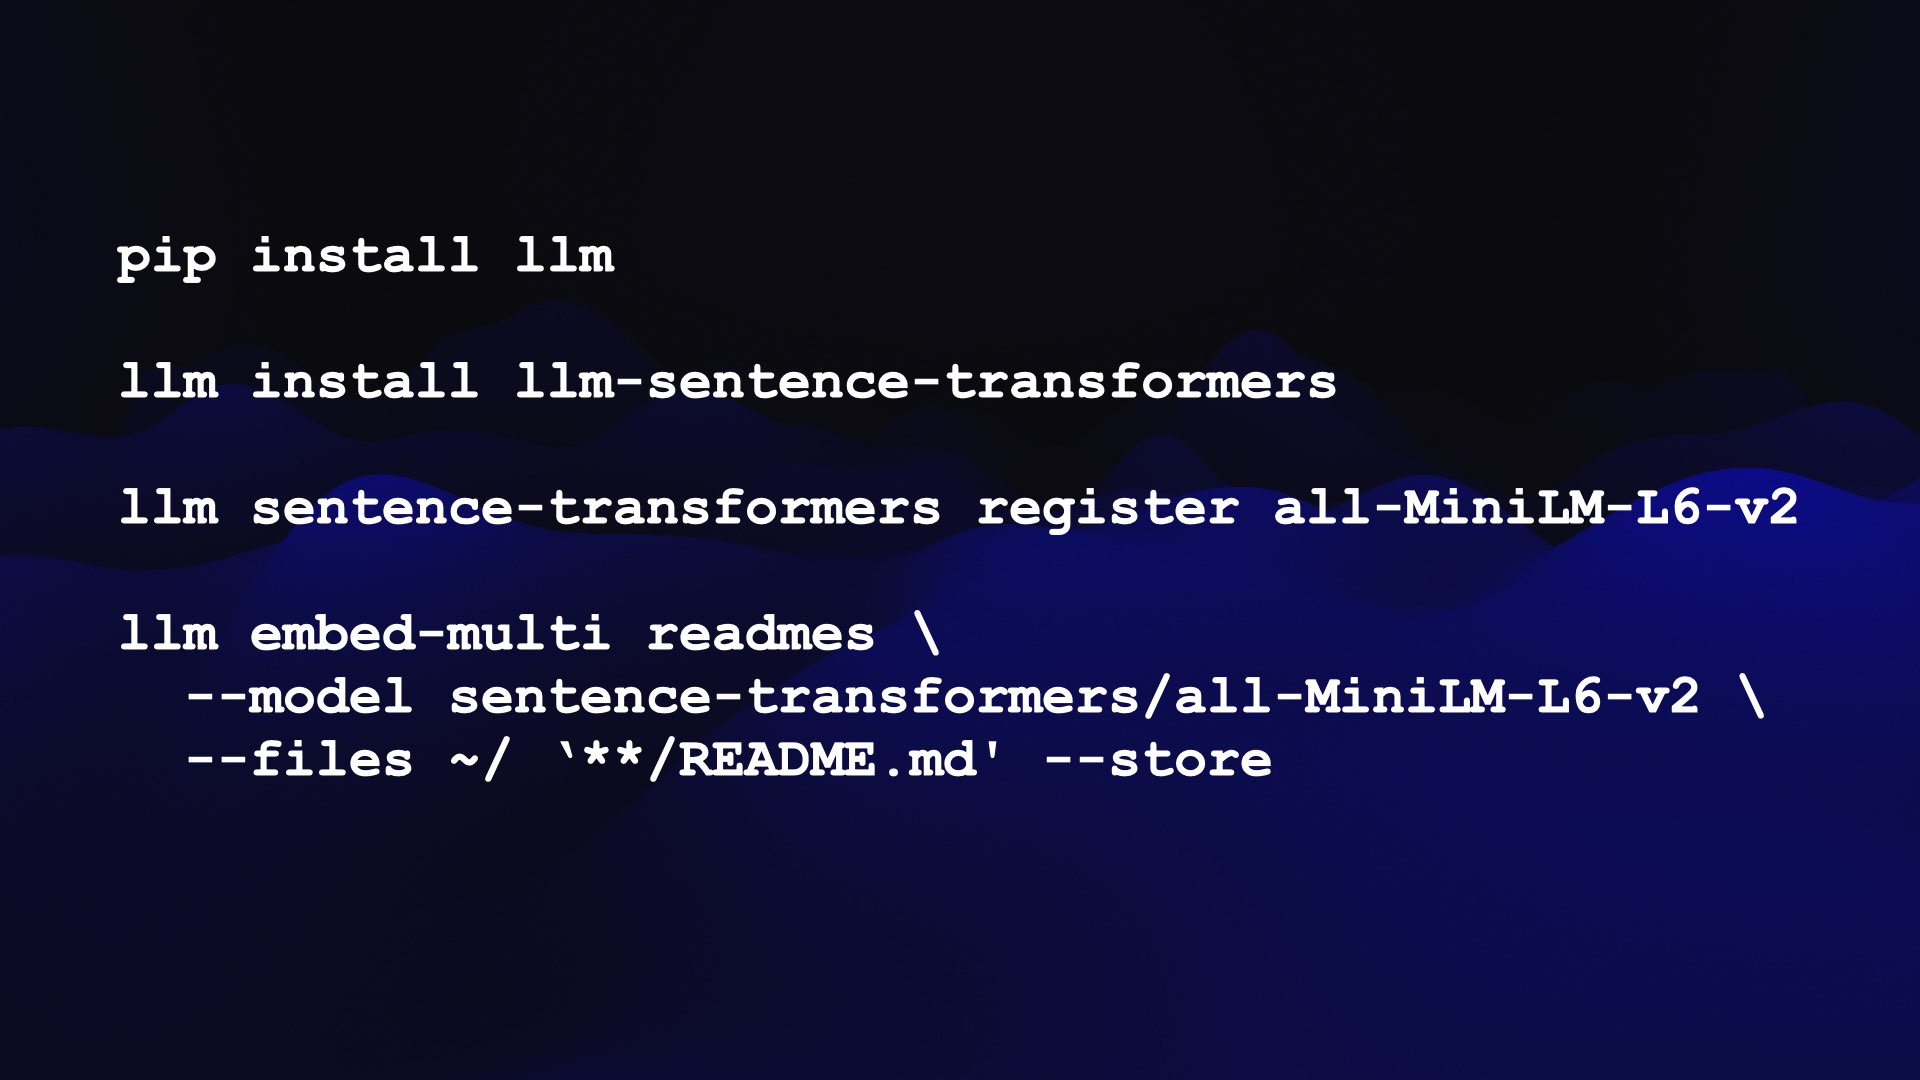 pip install llm
llm install llm-sentence-transformers
llm sentence-transformers register all-MiniLM-L6-v2
llm embed-multi readmes \
--model sentence-transformers/all-MiniLM-L6-v2 \
--files ~/ ‛**/README.md' --store